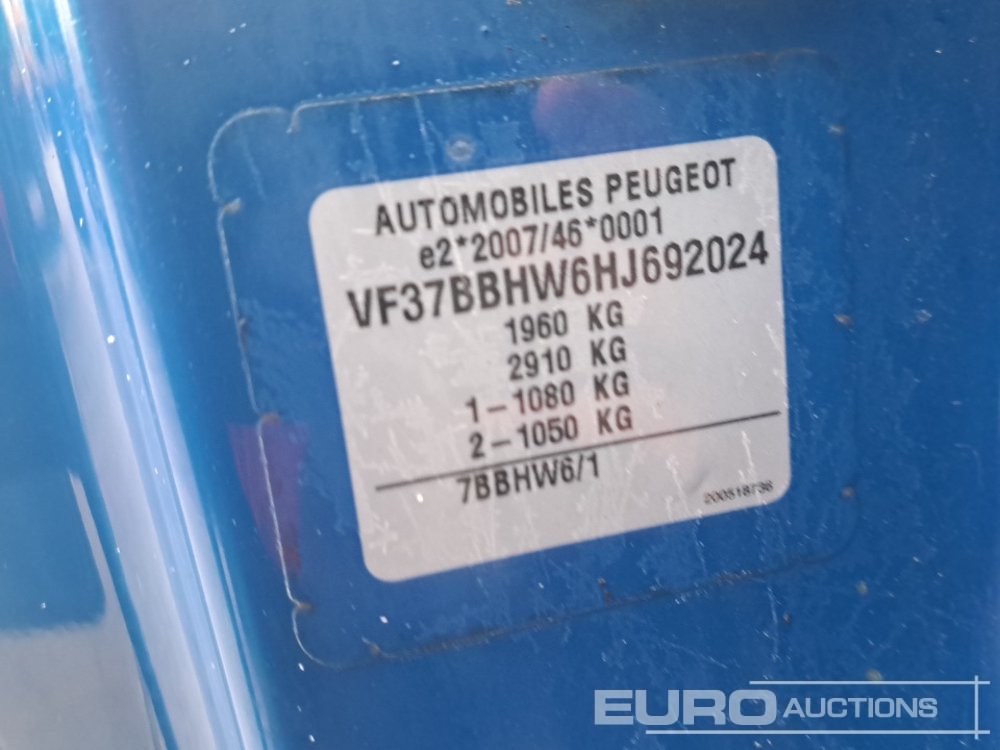 AUTOMOBILES PEUGEOT
e2*2007/46*0001
VF37BBHW6HJ692024
1960 KG
2910 KG
1-1080 KG
2-1050 KG
7BBHW6/1
200518736
EURO AUCTIONS